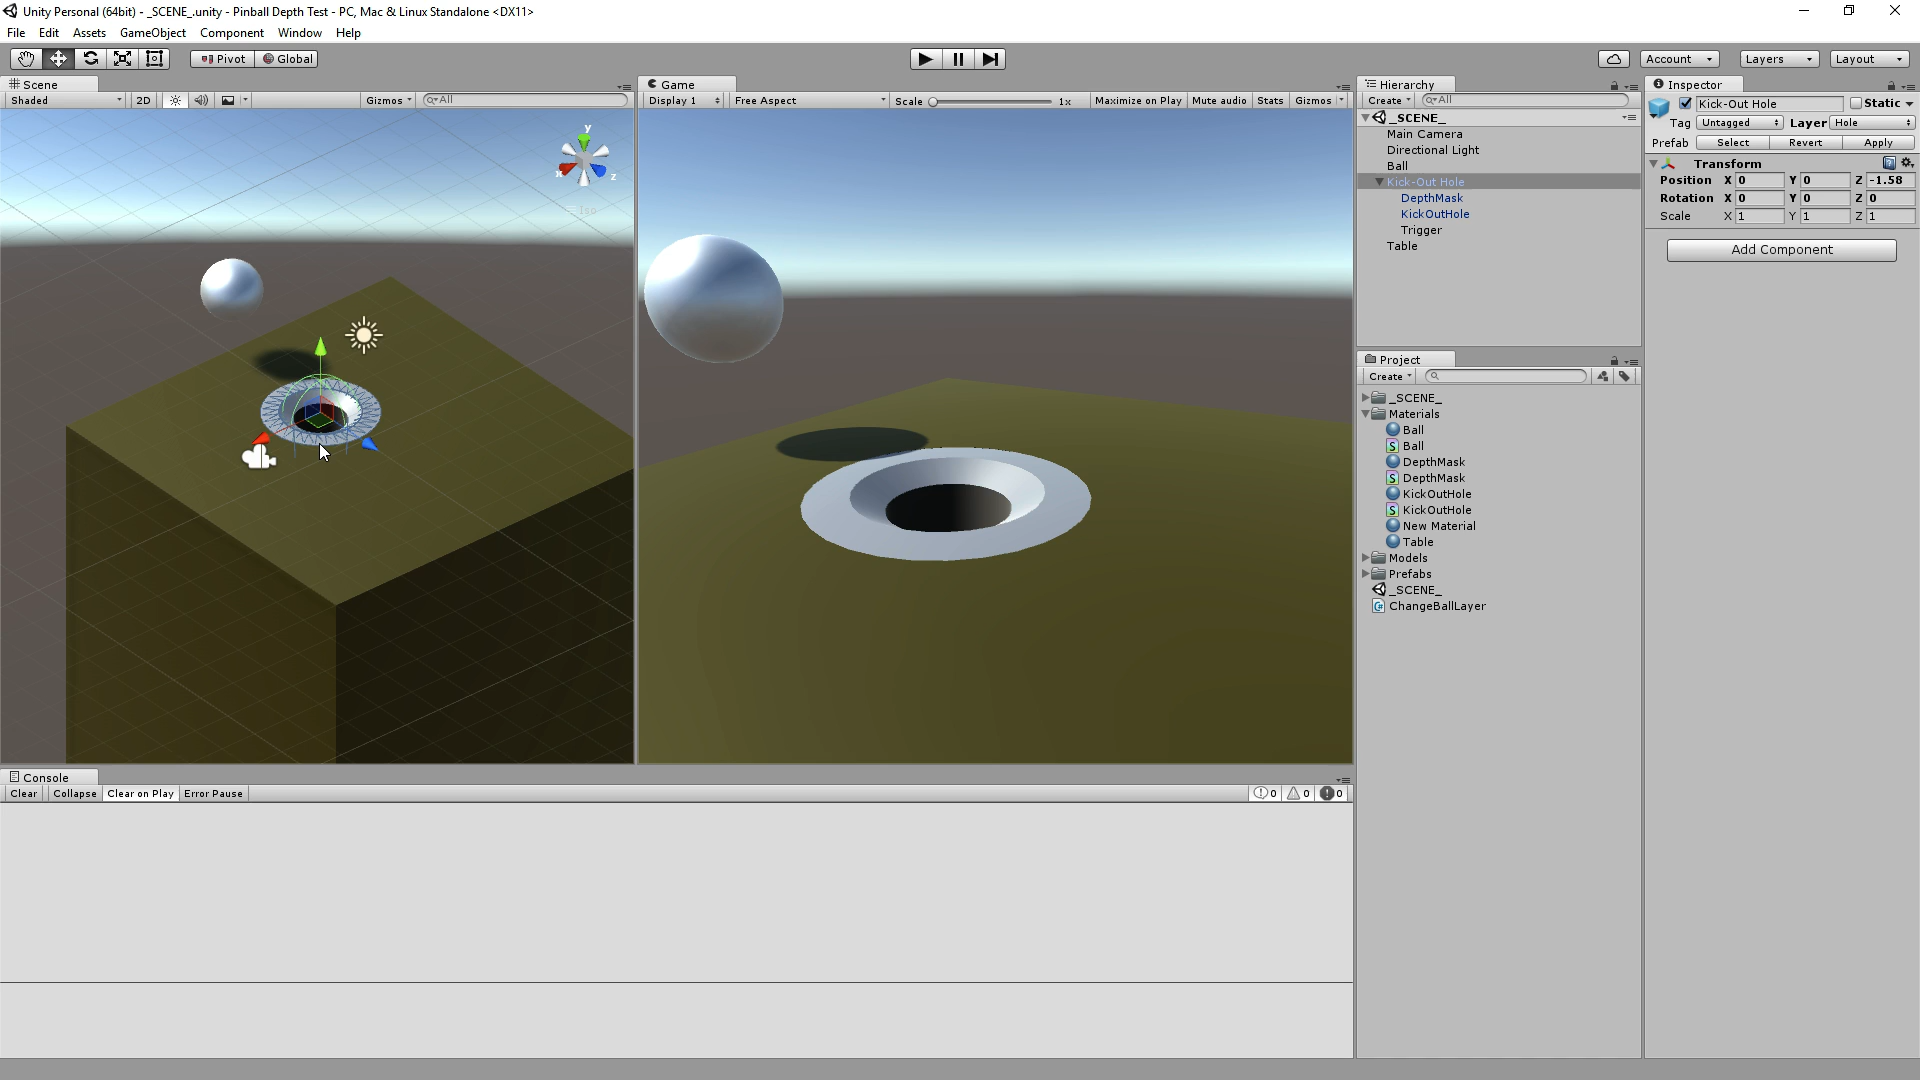 Unity Personal (64bit) - _SCENE_.unity - Pinball Depth Test - PC, Mac & Linux Standalone <DX11>
File Edit Assets GameObject Component Window Help
Pivot Global Account Layers Layout
Scene
Shaded 2D Gizmos All
y
x z
Iso
Game
Display 1 Free Aspect Scale 1x Maximize on Play Mute audio Stats Gizmos
Hierarchy
Create All
_SCENE_
Main Camera
Directional Light
Ball
Kick-Out Hole
DepthMask
KickOutHole
Trigger
Table
Project
Create
_SCENE_
Materials
Ball
Ball
DepthMask
DepthMask
KickOutHole
KickOutHole
New Material
Table
Models
Prefabs
_SCENE_
ChangeBallLayer
Inspector
Kick-Out Hole Static
Tag Untagged Layer Hole
Prefab Select Revert Apply
Transform
Position X 0 Y 0 Z -1.58
Rotation X 0 Y 0 Z 0
Scale X 1 Y 1 Z 1
Add Component
Console
Clear Collapse Clear on Play Error Pause 0 0 0